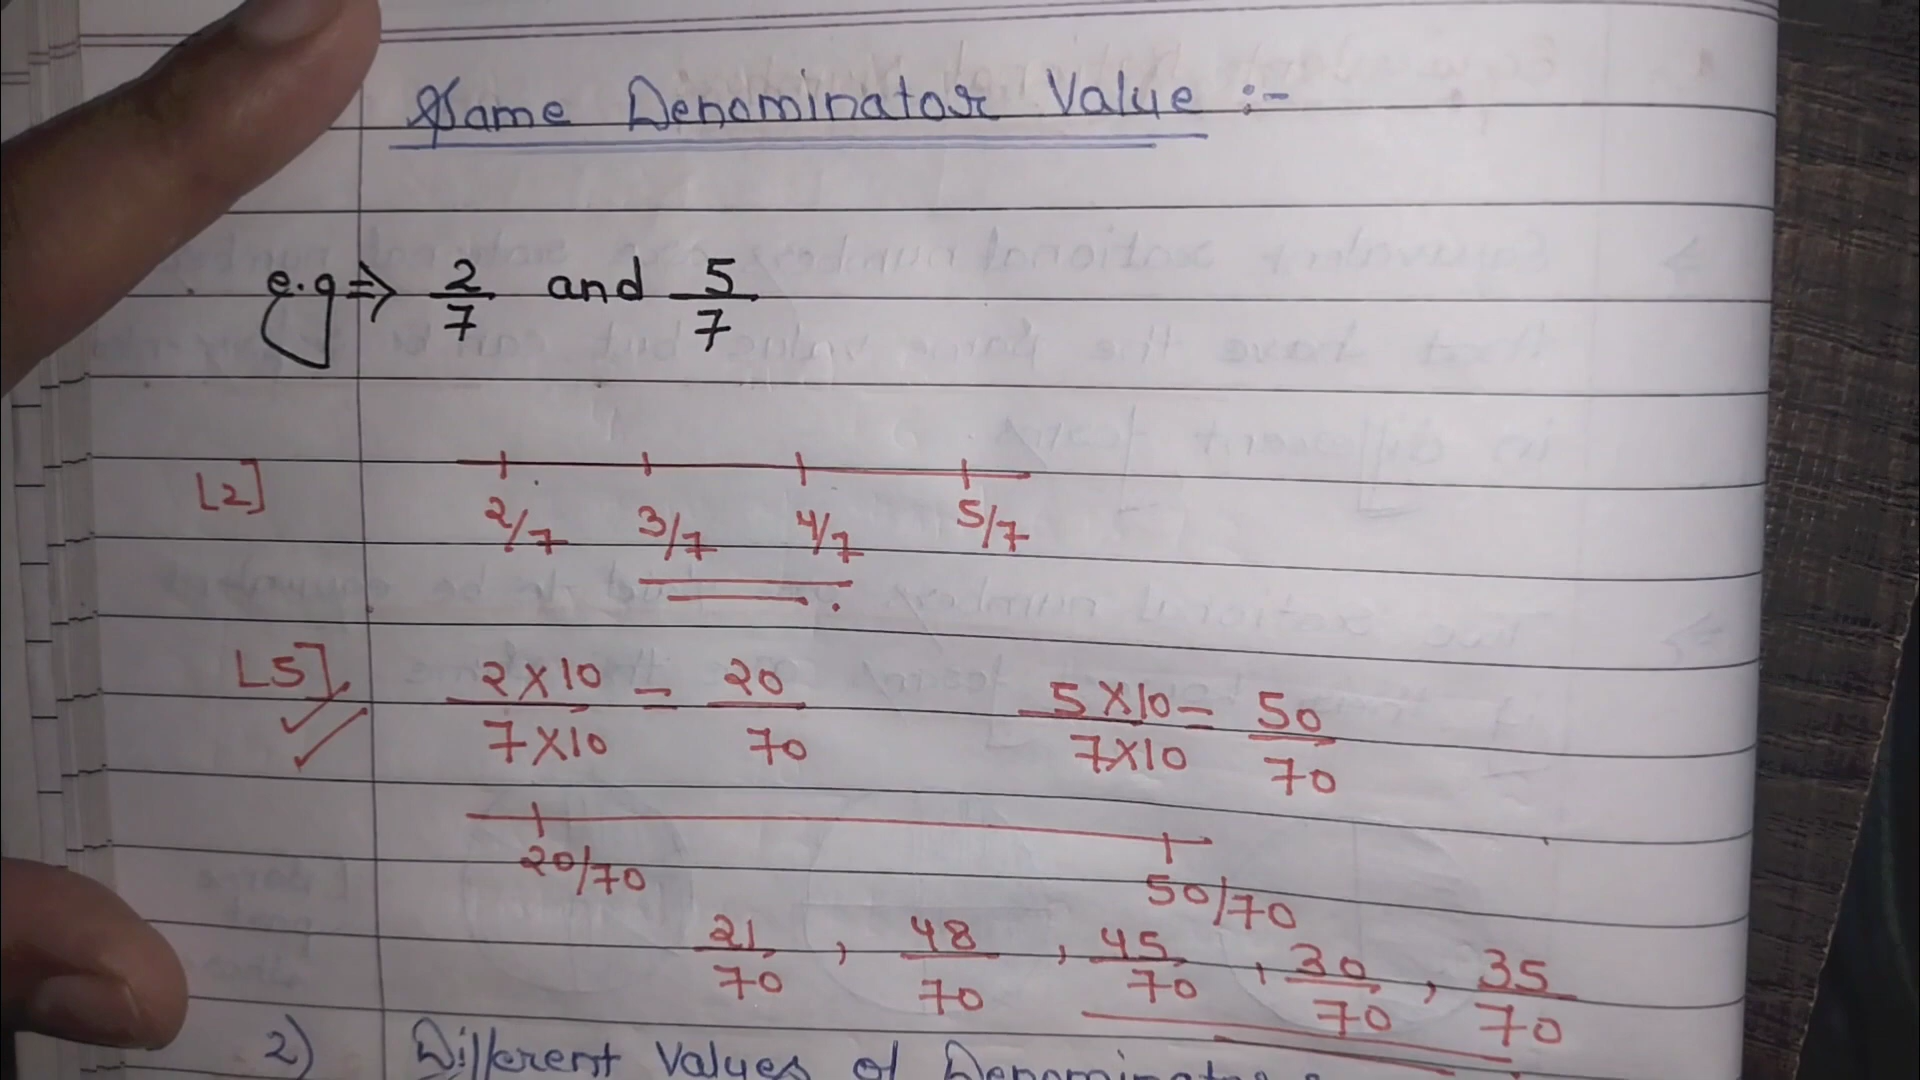 Same Denominator Value :-
e.g => 2/7 and 5/7
[2]
2/7 3/7 4/7 5/7
[5] 2×10/7×10 = 20/70 5×10/7×10 = 50/70
20/70 50/70
21/70 , 48/70 , 45/70 , 30/70 , 35/70
2) Different Values of Denominator